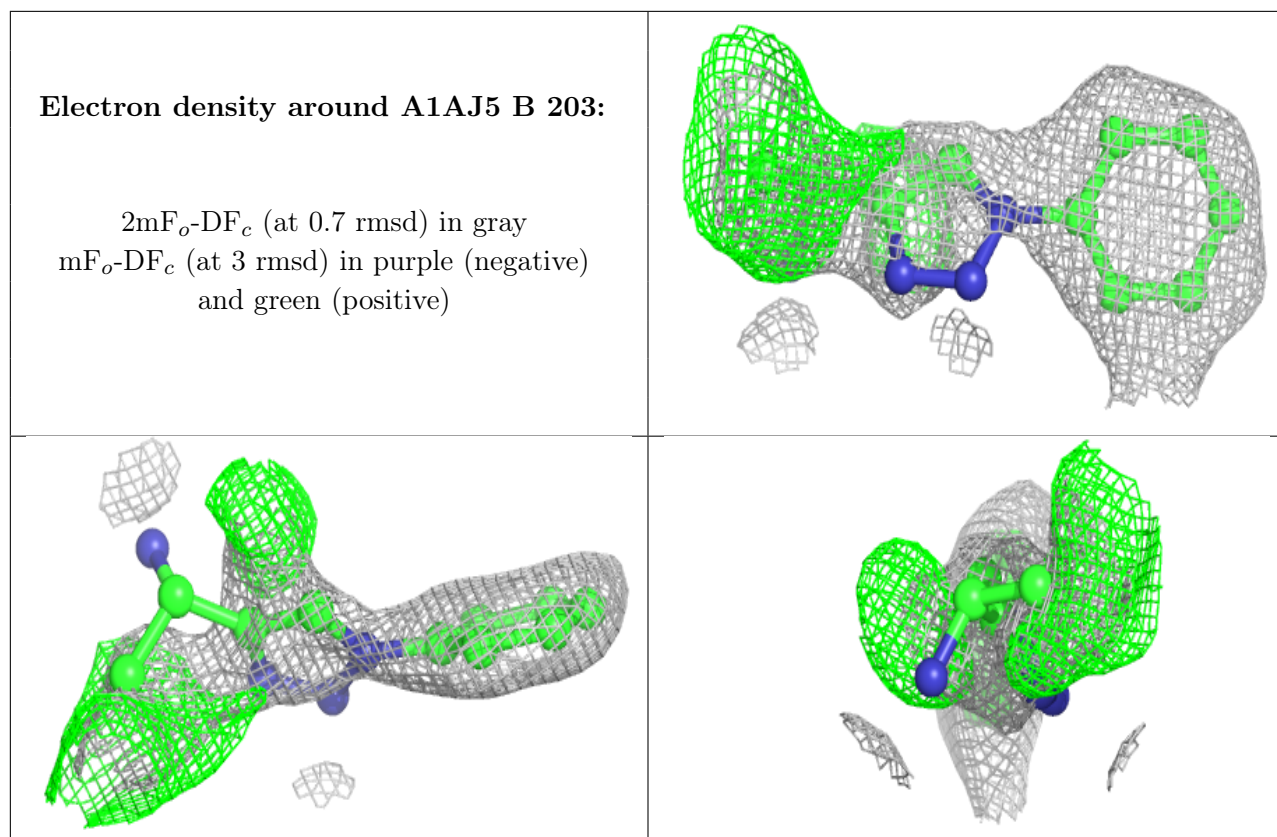 Electron density around A1AJ5 B 203:
2mFo-DFc (at 0.7 rmsd) in gray
mFo-DFc (at 3 rmsd) in purple (negative)
and green (positive)